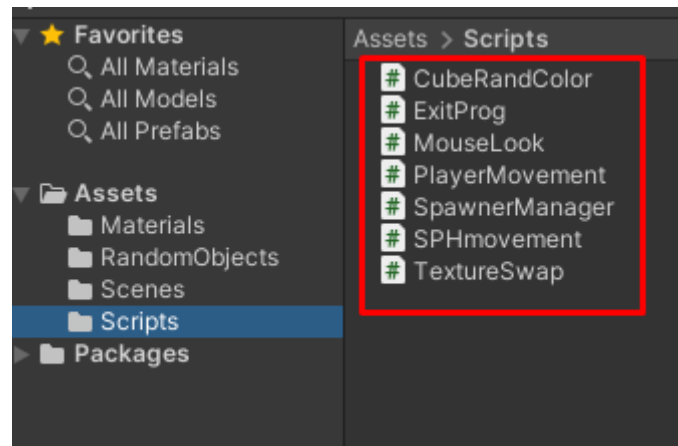 Favorites
All Materials
All Models
All Prefabs
Assets
Materials
RandomObjects
Scenes
Scripts
Packages
Assets > Scripts
# CubeRandColor
# ExitProg
# MouseLook
# PlayerMovement
# SpawnerManager
# SPHmovement
# TextureSwap